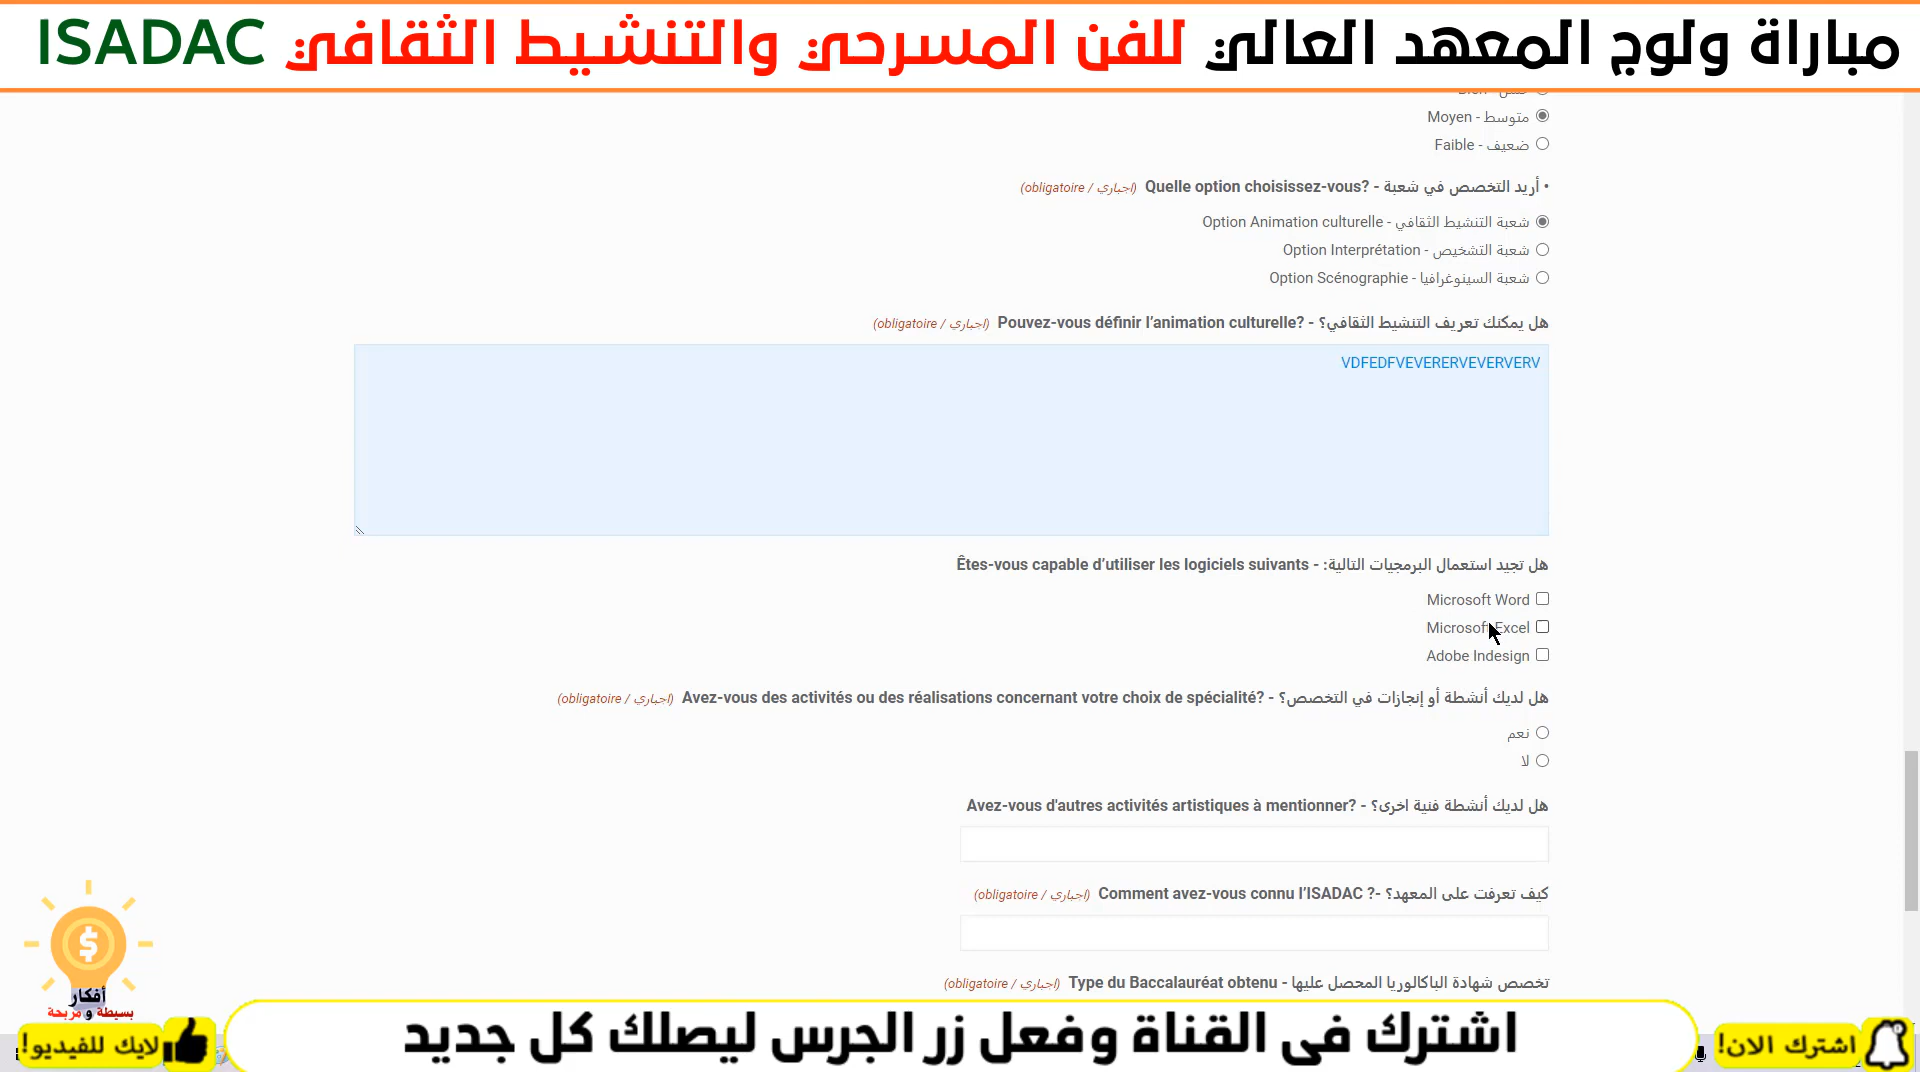 مباراة ولوج المعهد العالي للفن المسرحي والتنشيط الثقافي ISADAC
متوسط - Moyen
ضعيف - Faible
• أريد التخصص في شعبة - Quelle option choisissez-vous? (اجباري / obligatoire)
شعبة التنشيط الثقافي - Option Animation culturelle
شعبة التشخيص - Option Interprétation
شعبة السينوغرافيا - Option Scénographie
هل يمكنك تعريف التنشيط الثقافي؟ - Pouvez-vous définir l’animation culturelle? (اجباري / obligatoire)
VDFEDFVEVERERVEVERVERV
هل تجيد استعمال البرمجيات التالية: - Êtes-vous capable d’utiliser les logiciels suivants
Microsoft Word
Microsoft Excel
Adobe Indesign
هل لديك أنشطة أو إنجازات في التخصص؟ - Avez-vous des activités ou des réalisations concernant votre choix de spécialité? (اجباري / obligatoire)
نعم
لا
هل لديك أنشطة فنية اخرى؟ - Avez-vous d'autres activités artistiques à mentionner?
كيف تعرفت على المعهد؟ -? Comment avez-vous connu l’ISADAC (اجباري / obligatoire)
تخصص شهادة الباكالوريا المحصل عليها - Type du Baccalauréat obtenu (اجباري / obligatoire)
أفكار
بسيطة و مربحة
اشترك الان!
اشترك فى القناة وفعل زر الجرس ليصلك كل جديد
لايك للفيديو!